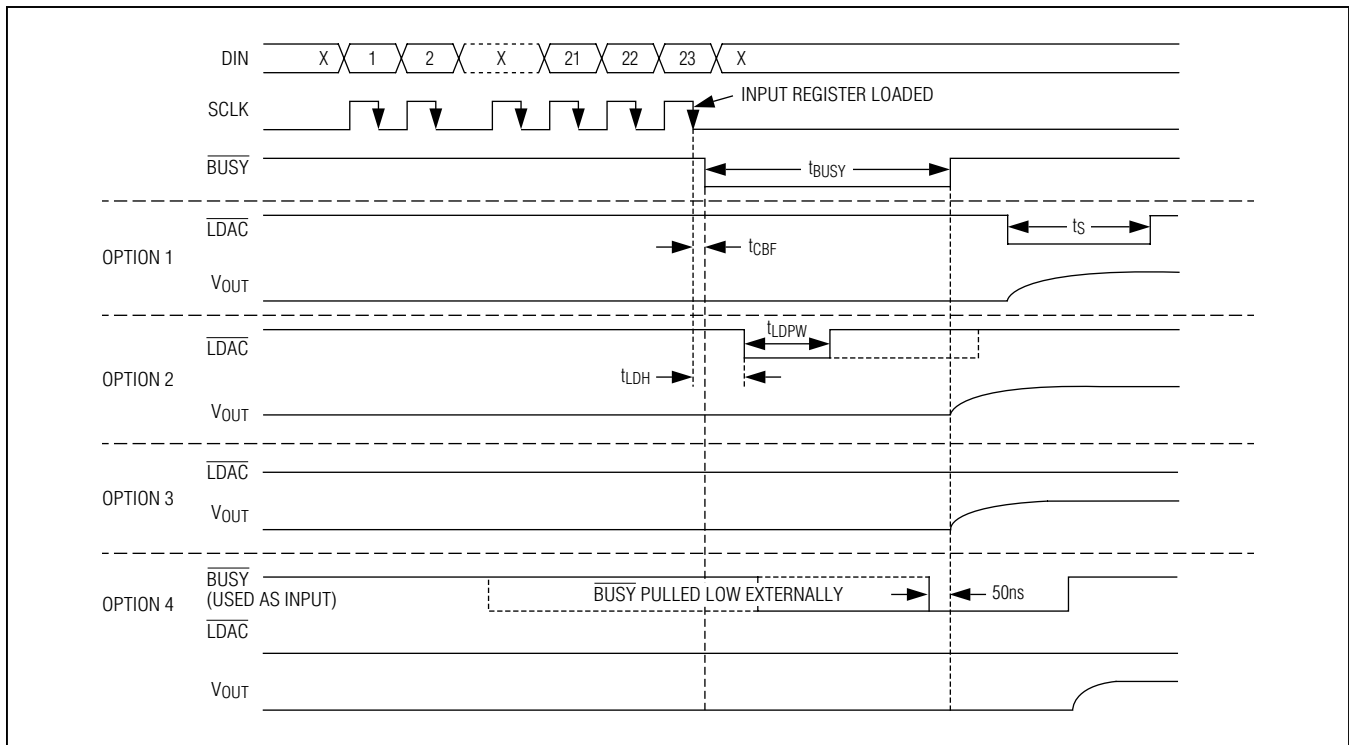 DIN X 1 2 X 21 22 23 X
SCLK INPUT REGISTER LOADED
BUSY tBUSY
OPTION 1
LDAC tS
tCBF
VOUT
OPTION 2
LDAC tLDPW
tLDH
VOUT
OPTION 3
LDAC
VOUT
OPTION 4
BUSY
(USED AS INPUT)
BUSY PULLED LOW EXTERNALLY 50ns
LDAC
VOUT